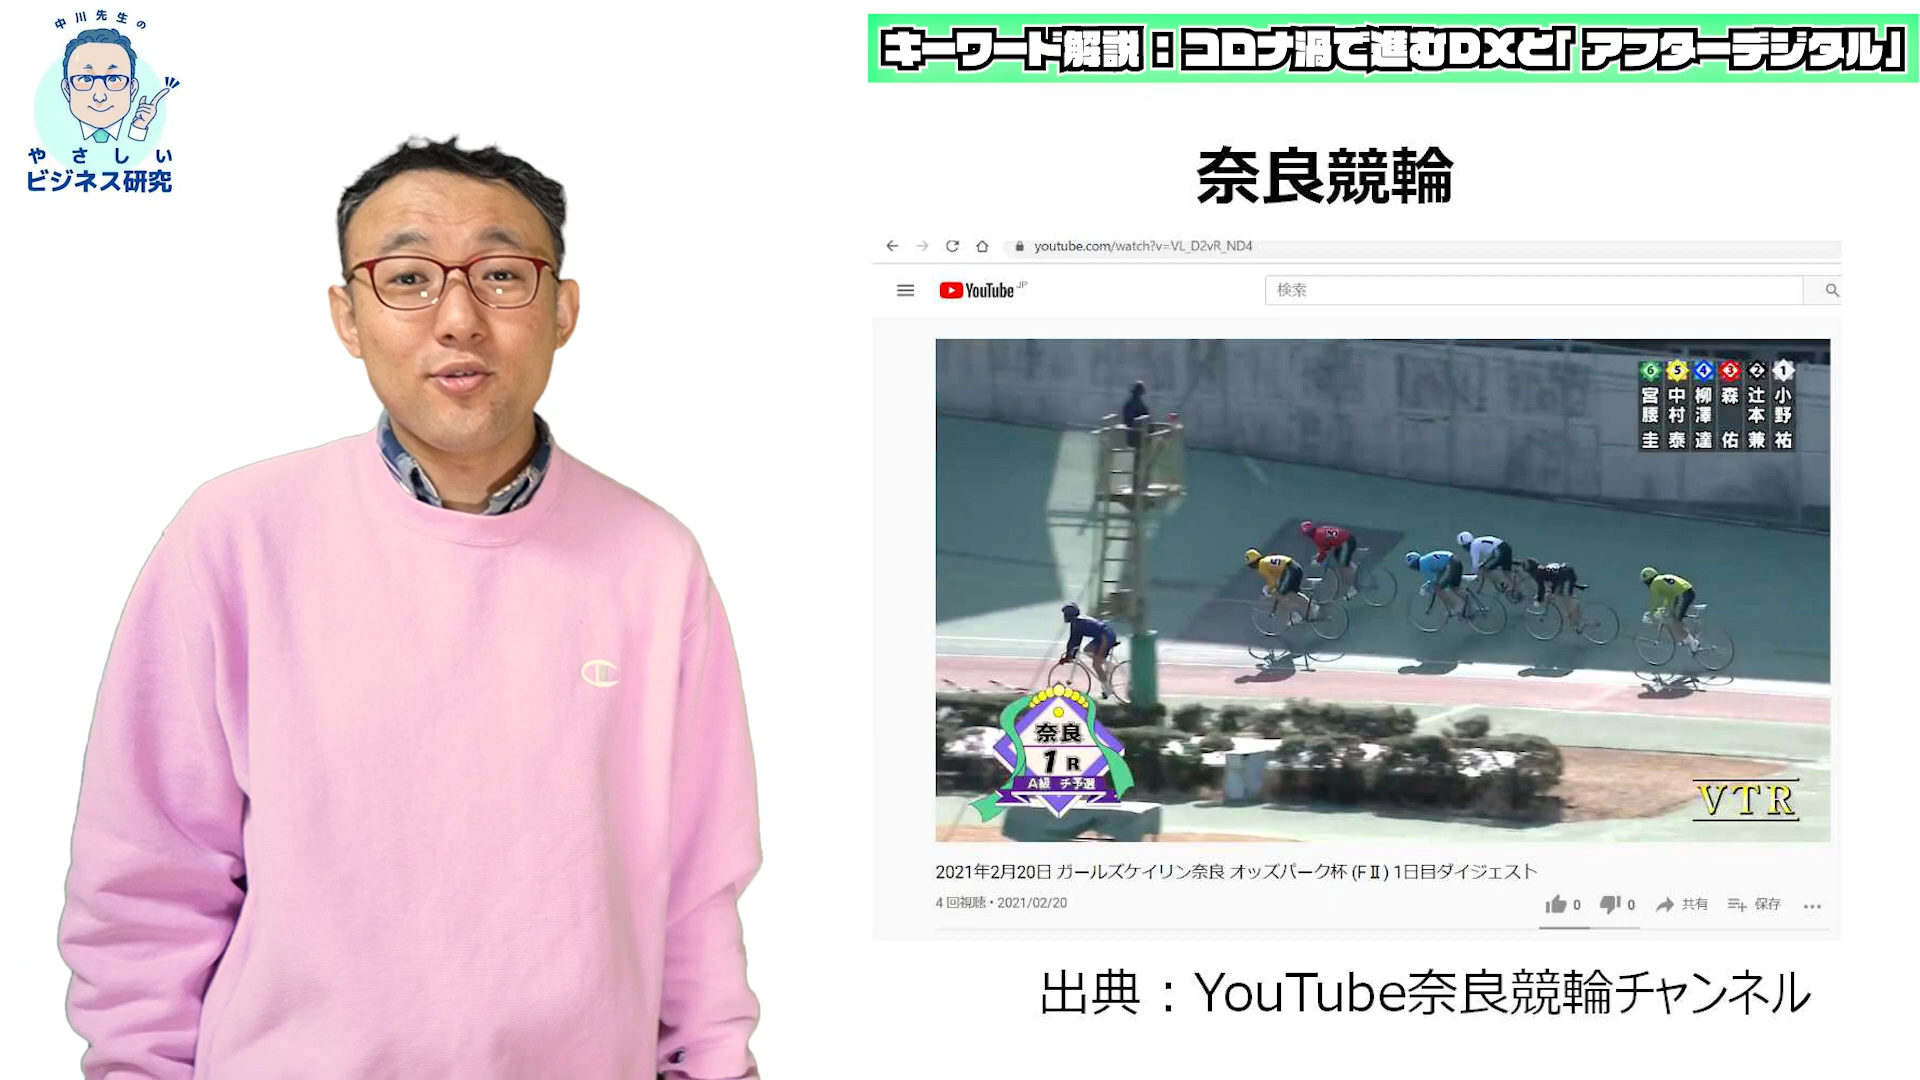 中川先生の
やさしい
ビジネス研究
キーワード解説：コロナ渦で進むDXと「アフターデジタル」
奈良競輪
youtube.com/watch?v=VL_D2vR_ND4
YouTube JP
検索
6 5 4 3 2 1
宮腰 圭
中村 泰
柳澤 達
森 佑
辻本 兼
小野 祐
奈良
1R
A級 チ予選
VTR
2021年2月20日 ガールズケイリン奈良 オッズパーク杯 (FⅡ) 1日目ダイジェスト
4 回視聴・2021/02/20
0 0 共有 保存
出典：YouTube奈良競輪チャンネル